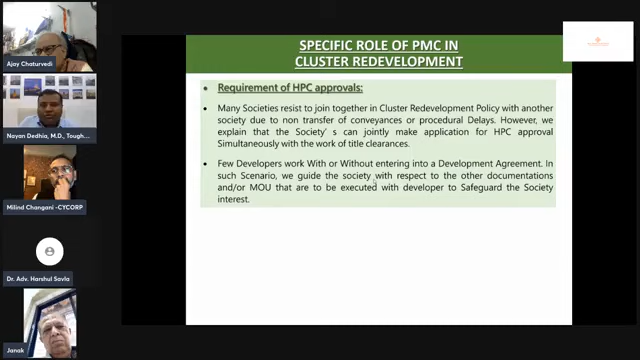 SPECIFIC ROLE OF PMC IN
CLUSTER REDEVELOPMENT
Requirement of HPC approvals:
Many Societies resist to join together in Cluster Redevelopment Policy with another
society due to non transfer of conveyances or procedural Delays. However, we
explain that the Society' s can jointly make application for HPC approval
Simultaneously with the work of title clearances.
Few Developers work With or Without entering into a Development Agreement. In
such Scenario, we guide the society with respect to the other documentations
and/or MOU that are to be executed with developer to Safeguard the Society
interest.
Ajay Chaturvedi
Nayan Dedhia, M.D., Tough...
Milind Changani -CYCORP
Dr. Adv. Harshul Savla
Janak